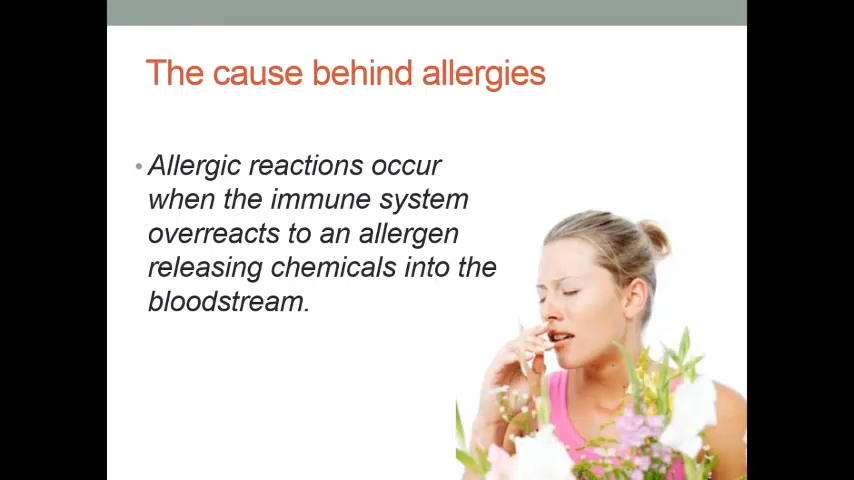 The cause behind allergies
• Allergic reactions occur
when the immune system
overreacts to an allergen
releasing chemicals into the
bloodstream.